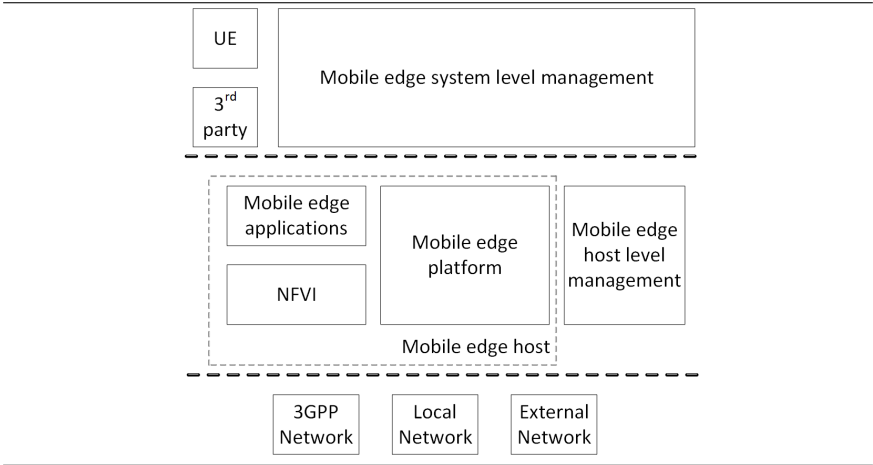 UE
Mobile edge system level management
3rd
party
Mobile edge
applications
NFVI
Mobile edge
platform
Mobile edge
host level
management
Mobile edge host
3GPP
Network
Local
Network
External
Network